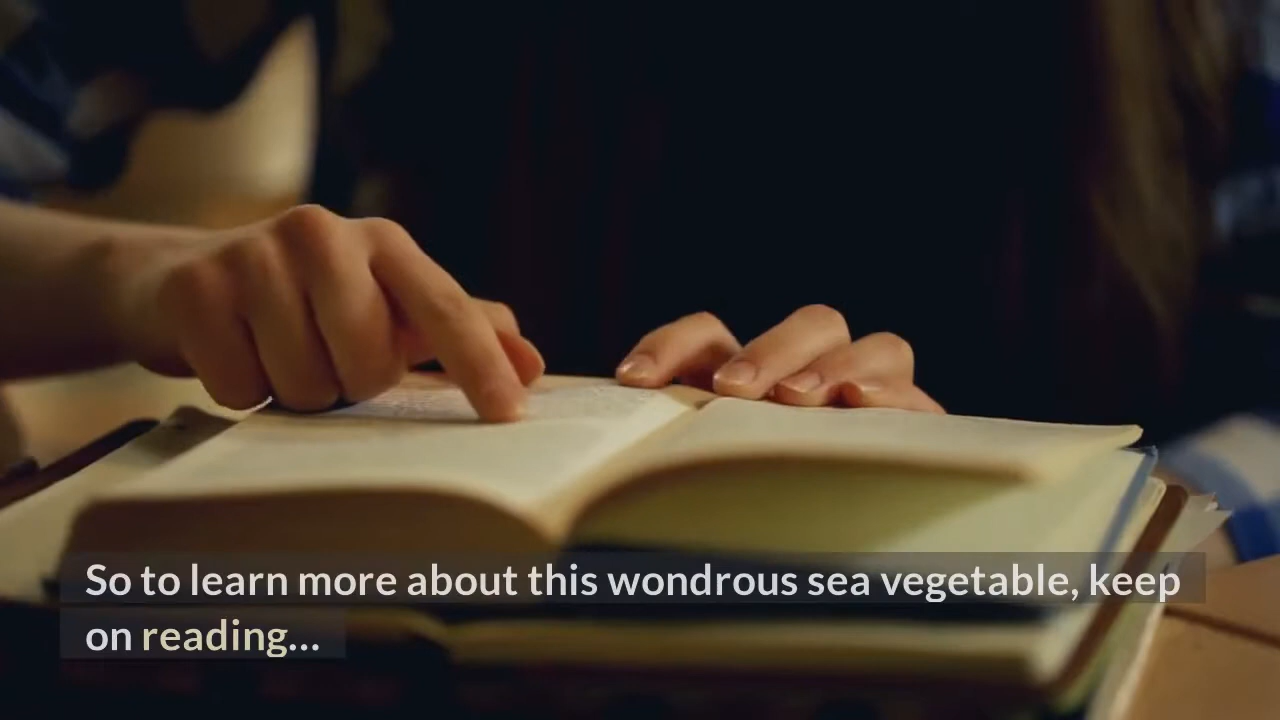 So to learn more about this wondrous sea vegetable, keep
on reading...